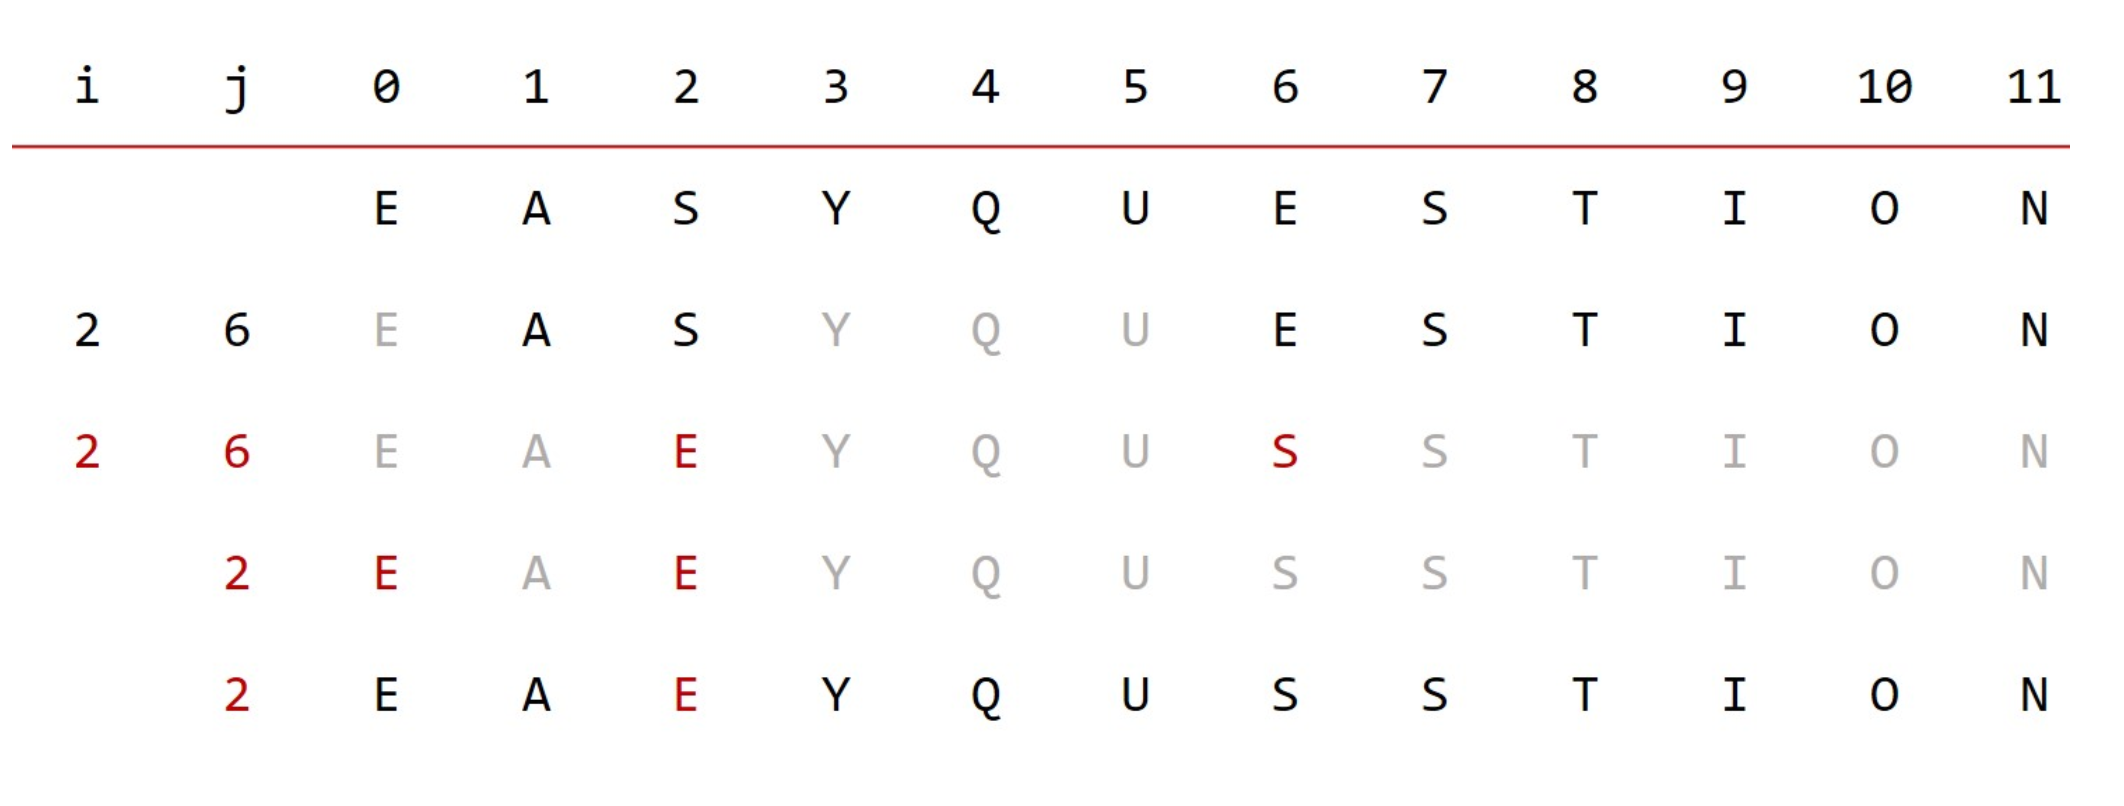 i j 0 1 2 3 4 5 6 7 8 9 10 11
E A S Y Q U E S T I O N
2 6 E A S Y Q U E S T I O N
2 6 E A E Y Q U S S T I O N
2 E A E Y Q U S S T I O N
2 E A E Y Q U S S T I O N